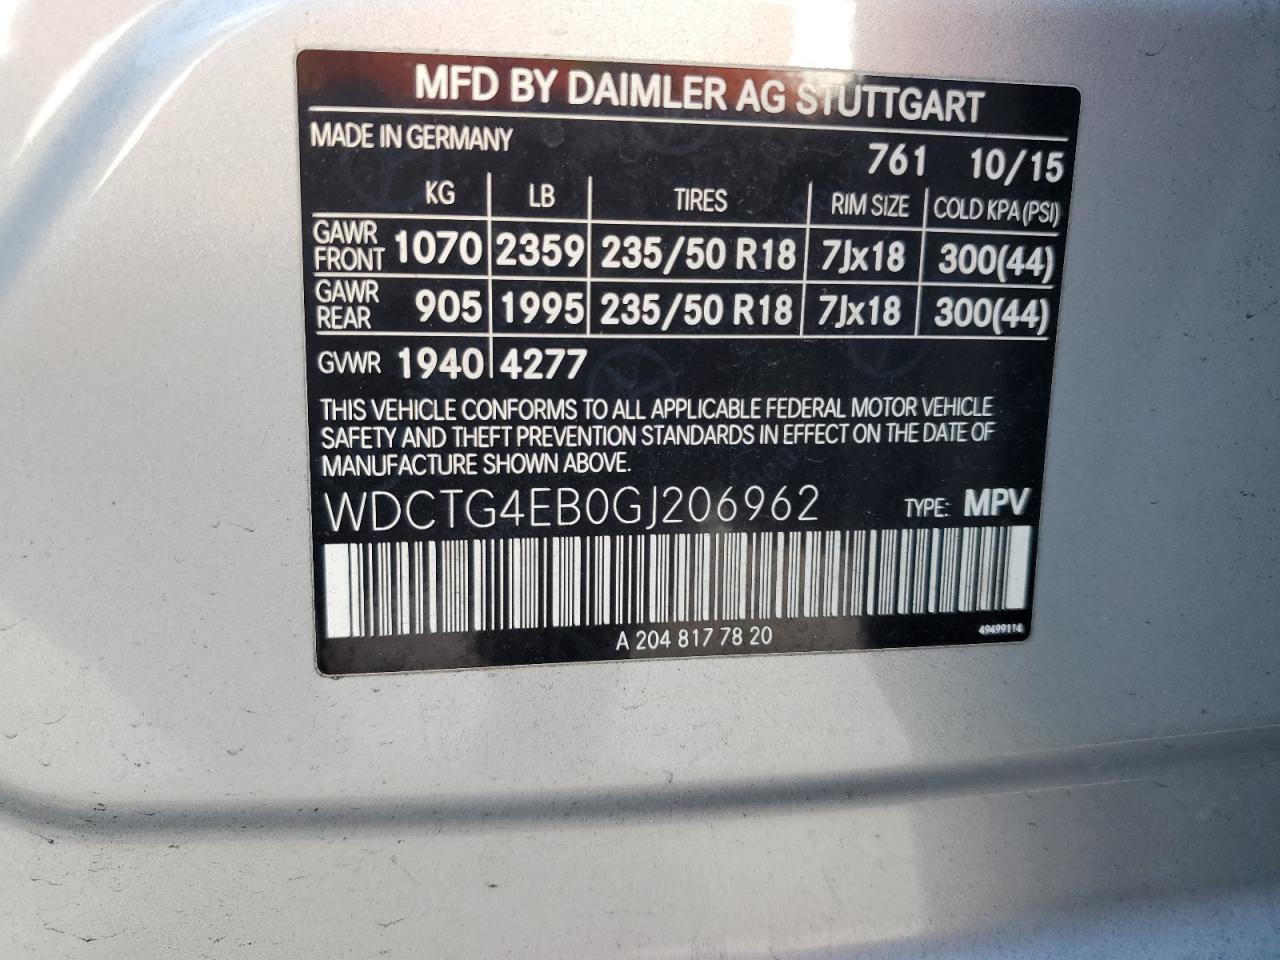 MFD BY DAIMLER AG STUTTGART
MADE IN GERMANY
761 10/15
KG LB TIRES RIM SIZE COLD KPA (PSI)
GAWR FRONT 1070 2359 235/50 R18 7Jx18 300(44)
GAWR REAR 905 1995 235/50 R18 7Jx18 300(44)
GVWR 1940 4277
THIS VEHICLE CONFORMS TO ALL APPLICABLE FEDERAL MOTOR VEHICLE
SAFETY AND THEFT PREVENTION STANDARDS IN EFFECT ON THE DATE OF
MANUFACTURE SHOWN ABOVE.
WDCTG4EB0GJ206962 TYPE: MPV
A 204 817 78 20
49499114